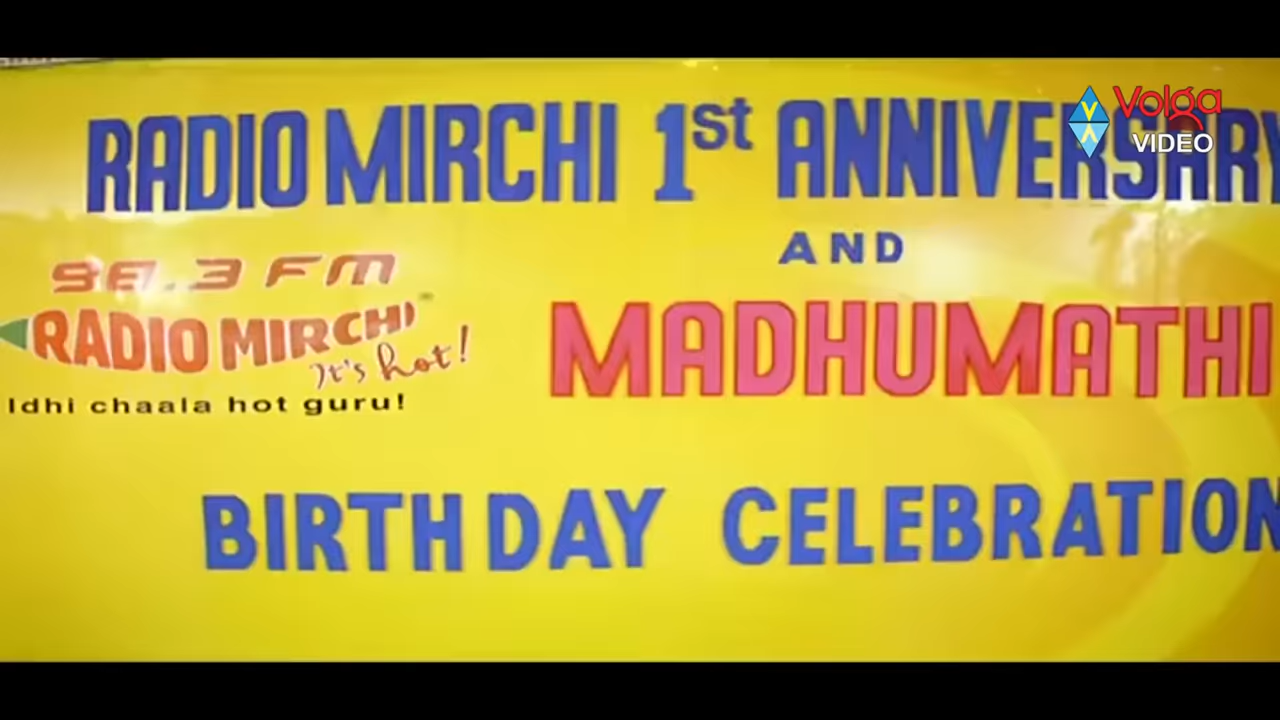 RADIO MIRCHI 1st ANNIVERSARY
Volga
VIDEO
AND
98.3 FM
RADIO MIRCHI
it's hot!
MADHUMATHI
Idhi chaala hot guru!
BIRTHDAY CELEBRATION